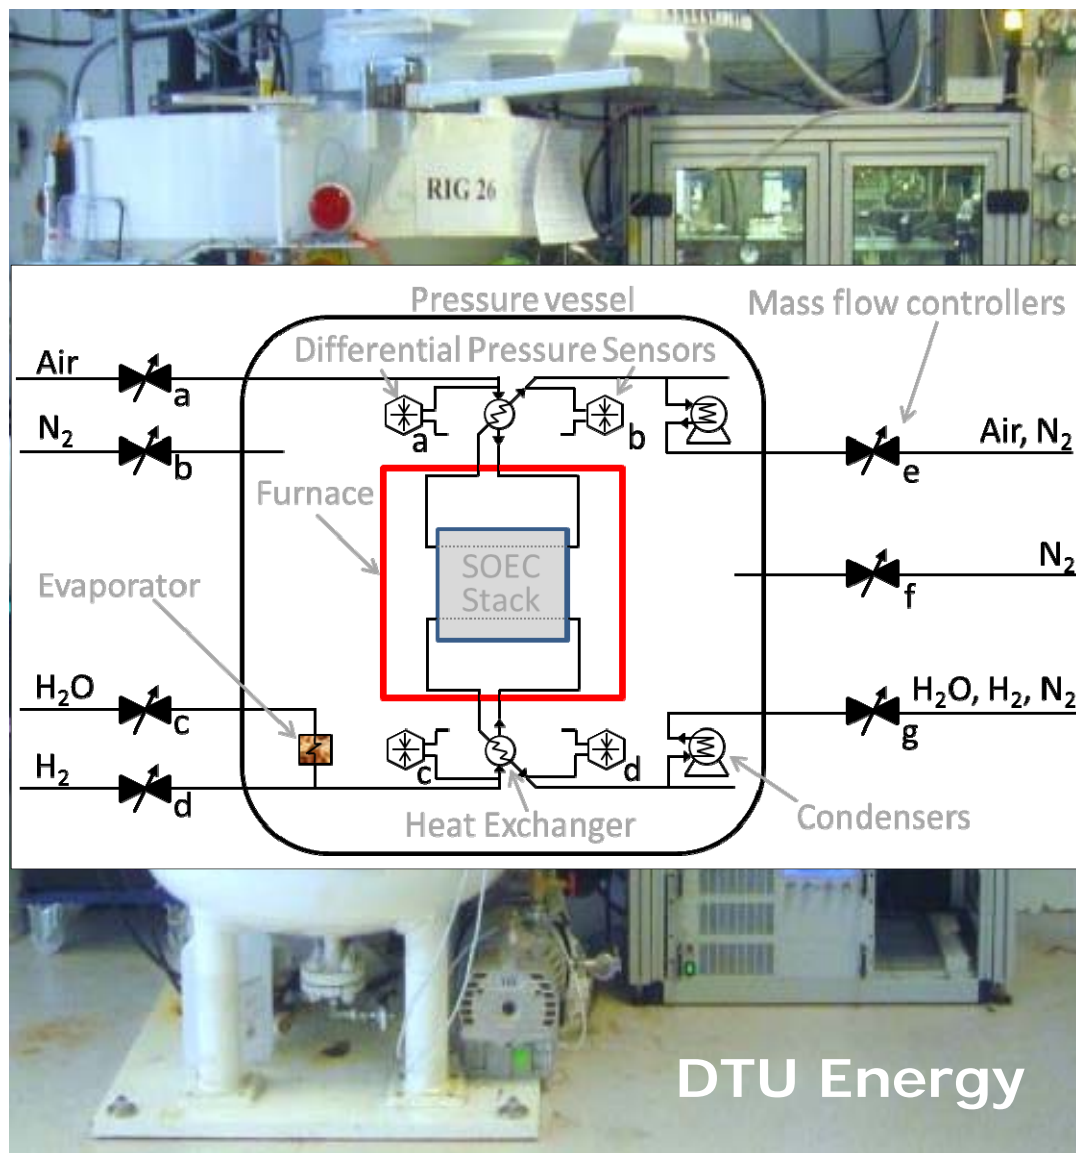 RIG 26
Pressure vessel
Mass flow controllers
Differential Pressure Sensors
Air
a
a
b
N₂
b
Air, N₂
e
Furnace
SOEC
Stack
N₂
f
Evaporator
H₂O
c
H₂O, H₂, N₂
g
H₂
d
c
d
Heat Exchanger
Condensers
DTU Energy